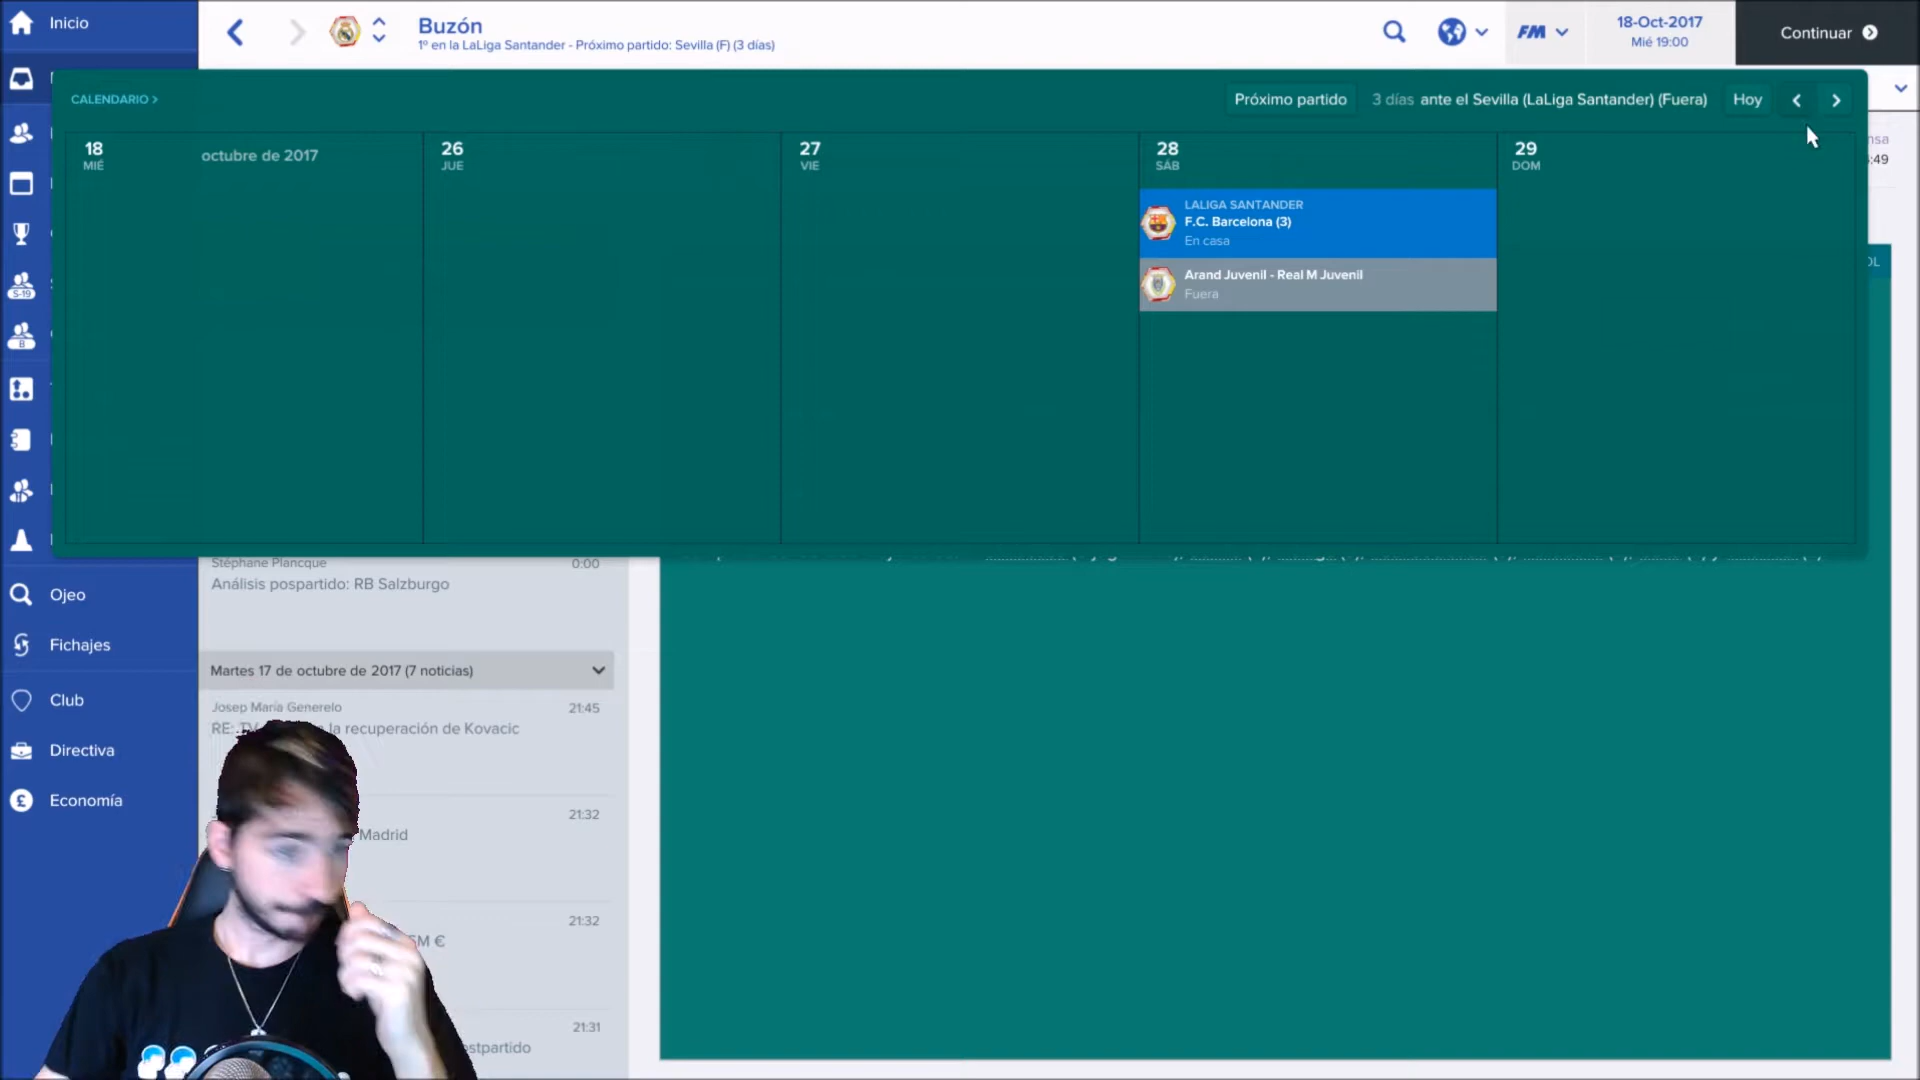 Inicio
Buzón
1º en la LaLiga Santander - Próximo partido: Sevilla (F) (3 días)
FM
18-Oct-2017
Mié 19:00
Continuar
CALENDARIO >
Próximo partido
3 días ante el Sevilla (LaLiga Santander) (Fuera)
Hoy
18
MIÉ
octubre de 2017
26
JUE
27
VIE
28
SÁB
29
DOM
LALIGA SANTANDER
F.C. Barcelona (3)
En casa
Arand Juvenil - Real M Juvenil
Fuera
S-19
B
Ojeo
Fichajes
Club
Directiva
Economía
Stéphane Plancque
0:00
Análisis pospartido: RB Salzburgo
Martes 17 de octubre de 2017 (7 noticias)
Josep María Generelo
21:45
RE: la recuperación de Kovacic
21:32
Madrid
21:32
M €
21:31